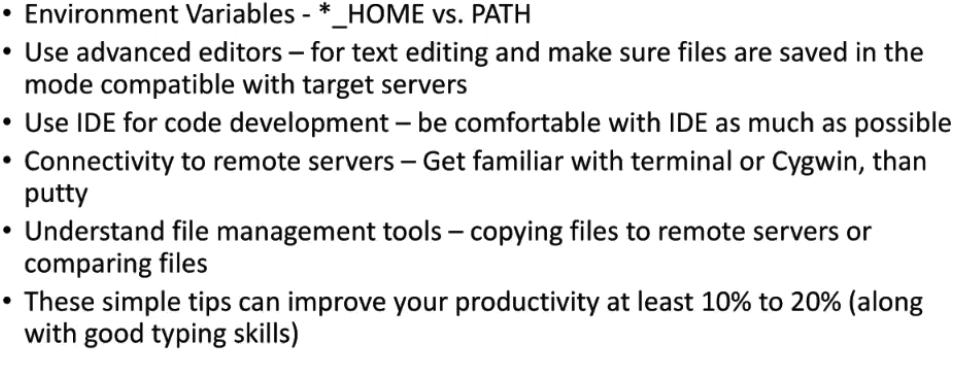 • Environment Variables - *_HOME vs. PATH
• Use advanced editors – for text editing and make sure files are saved in the
mode compatible with target servers
• Use IDE for code development – be comfortable with IDE as much as possible
• Connectivity to remote servers – Get familiar with terminal or Cygwin, than
putty
• Understand file management tools – copying files to remote servers or
comparing files
• These simple tips can improve your productivity at least 10% to 20% (along
with good typing skills)